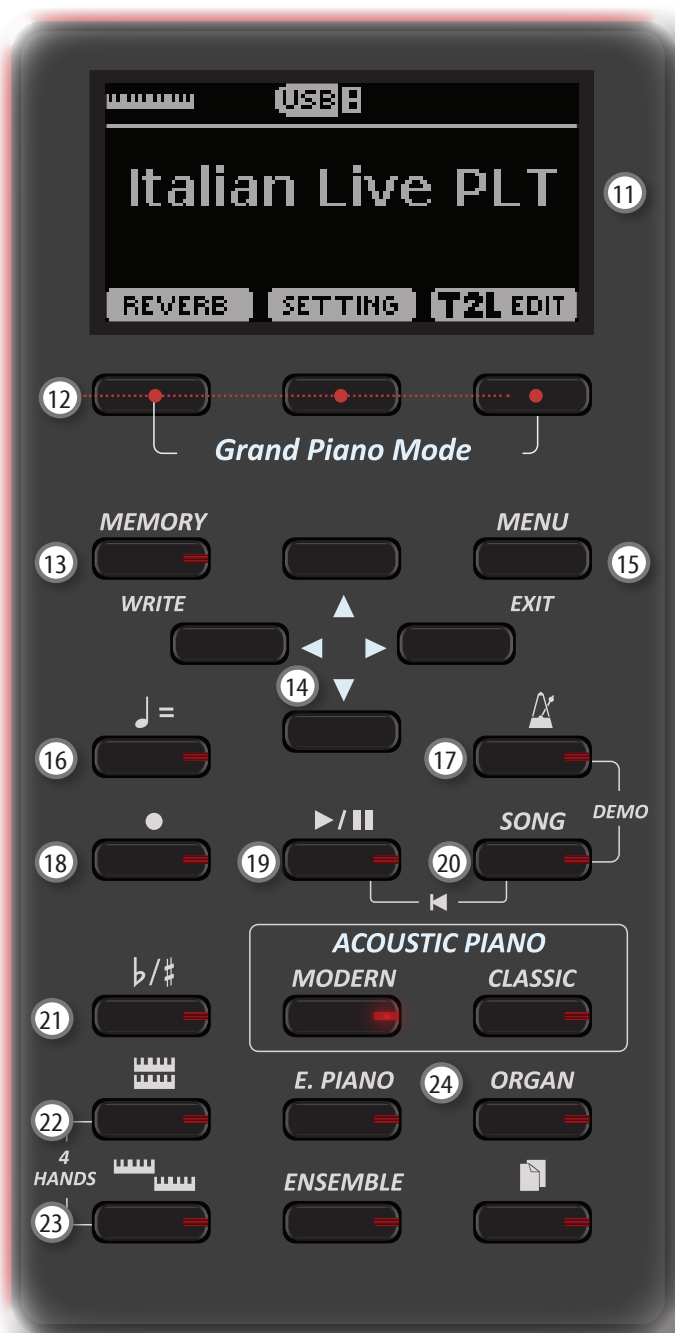 USB
Italian Live PLT
11
REVERB SETTING T2L EDIT
12
Grand Piano Mode
MEMORY MENU
13 15
WRITE EXIT
14
=
16 17
SONG DEMO
18 19 20
ACOUSTIC PIANO
♭/♯ MODERN CLASSIC
21
E. PIANO 24 ORGAN
22
4
HANDS
ENSEMBLE
23